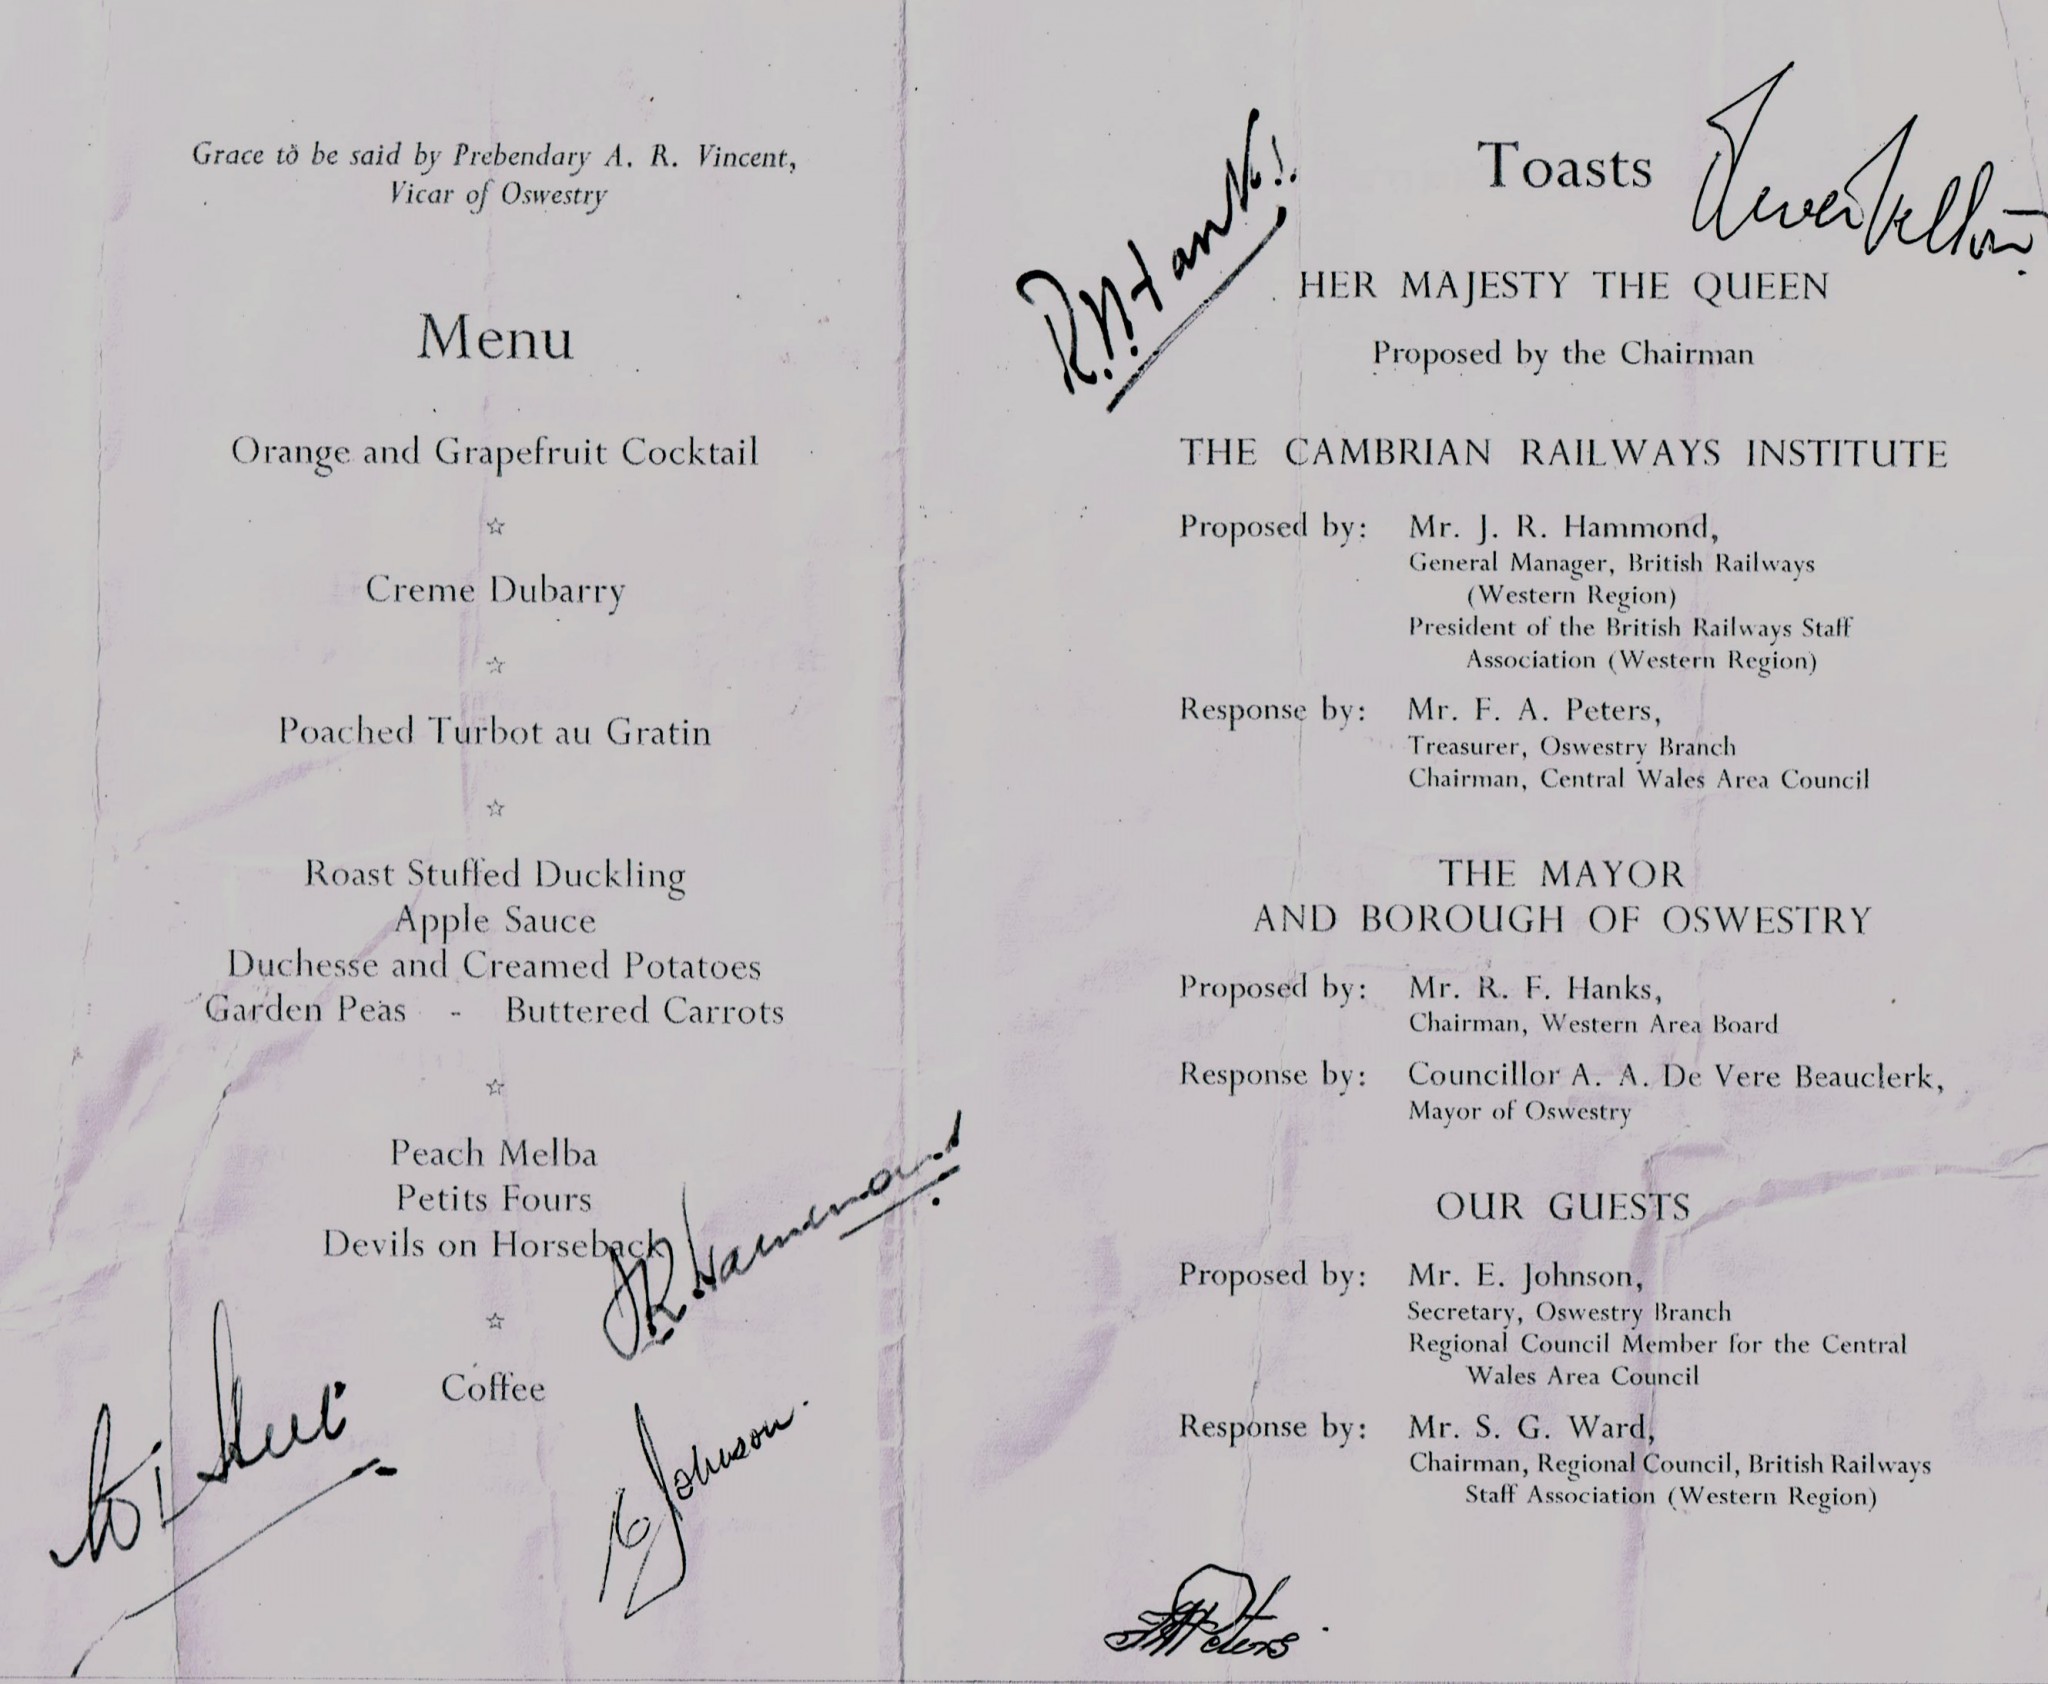 Grace to be said by Prebendary A. R. Vincent,
Vicar of Oswestry
Menu
Orange and Grapefruit Cocktail
Creme Dubarry
Poached Turbot au Gratin
Roast Stuffed Duckling
Apple Sauce
Duchesse and Creamed Potatoes
Garden Peas - Buttered Carrots
Peach Melba
Petits Fours
Devils on Horseback
Coffee
J R Hammond
E Johnson.
Toasts
HER MAJESTY THE QUEEN
Proposed by the Chairman
THE CAMBRIAN RAILWAYS INSTITUTE
Proposed by: Mr. J. R. Hammond,
General Manager, British Railways
(Western Region)
President of the British Railways Staff
Association (Western Region)
Response by: Mr. F. A. Peters,
Treasurer, Oswestry Branch
Chairman, Central Wales Area Council
THE MAYOR
AND BOROUGH OF OSWESTRY
Proposed by: Mr. R. F. Hanks,
Chairman, Western Area Board
Response by: Councillor A. A. De Vere Beauclerk,
Mayor of Oswestry
OUR GUESTS
Proposed by: Mr. E. Johnson,
Secretary, Oswestry Branch
Regional Council Member for the Central
Wales Area Council
Response by: Mr. S. G. Ward,
Chairman, Regional Council, British Railways
Staff Association (Western Region)
F A Peters